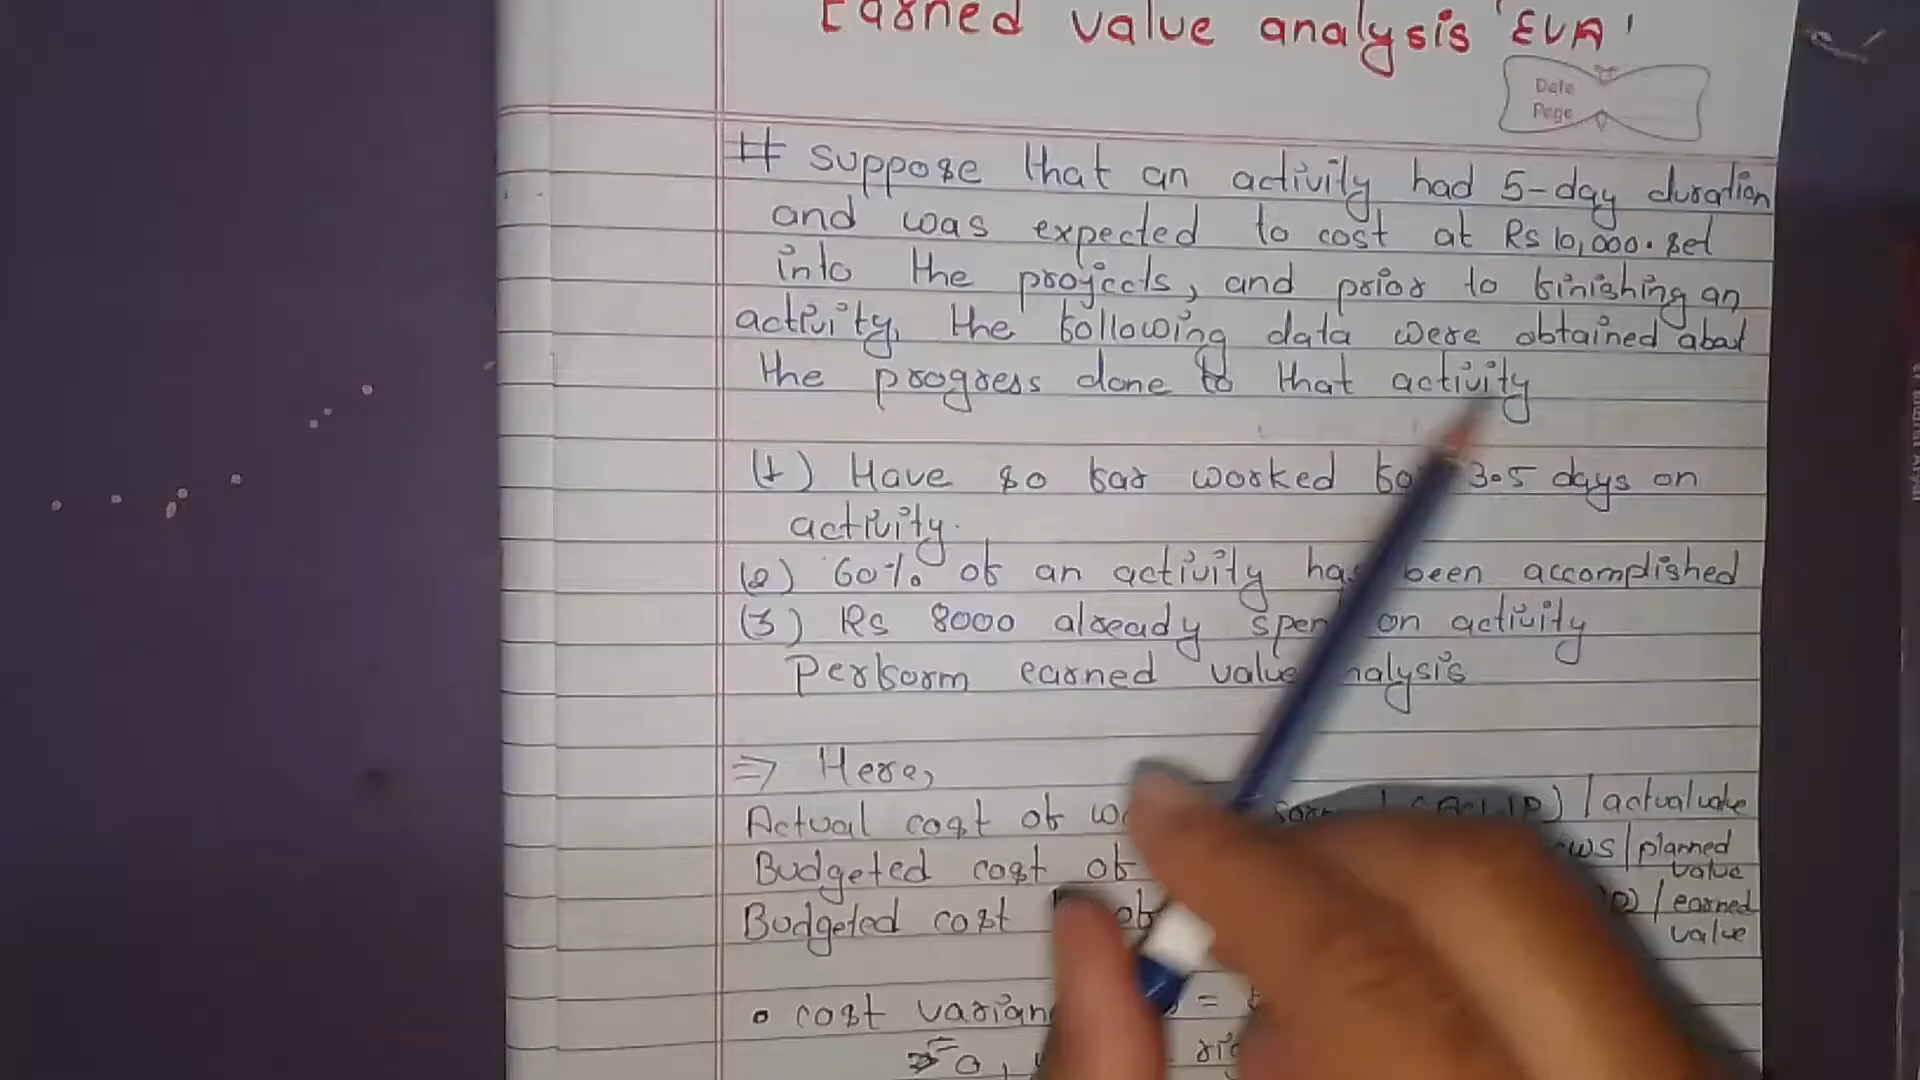 Earned value analysis 'EVA'
Date
Page
# suppose that an activity had 5-day duration
and was expected to cost at Rs 10,000. set
into the projects, and prior to finishing an
activity, the following data were obtained about
the progress done to that activity
(1) Have so far worked for 3.5 days on
activity.
(2) 60% of an activity has been accomplished
(3) Rs 8000 already spent on activity
Perform earned value analysis
⇒ Here,
Actual cost of / actual value
Budgeted cost of CWS / planned
value
Budgeted cost of / earned
value
• cost =